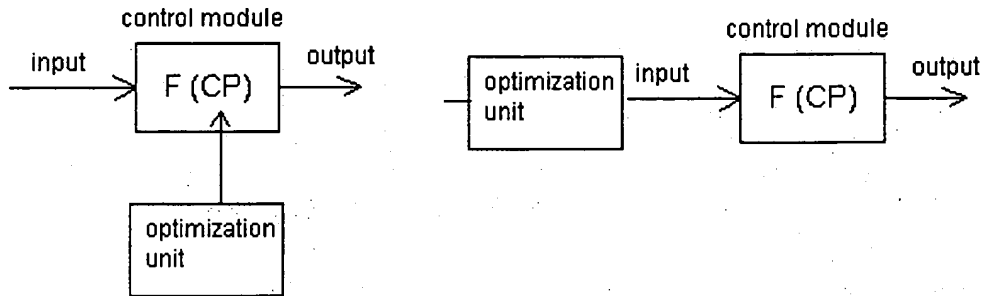 control module
input
F (CP)
output
optimization
unit
control module
optimization
unit
input
F (CP)
output